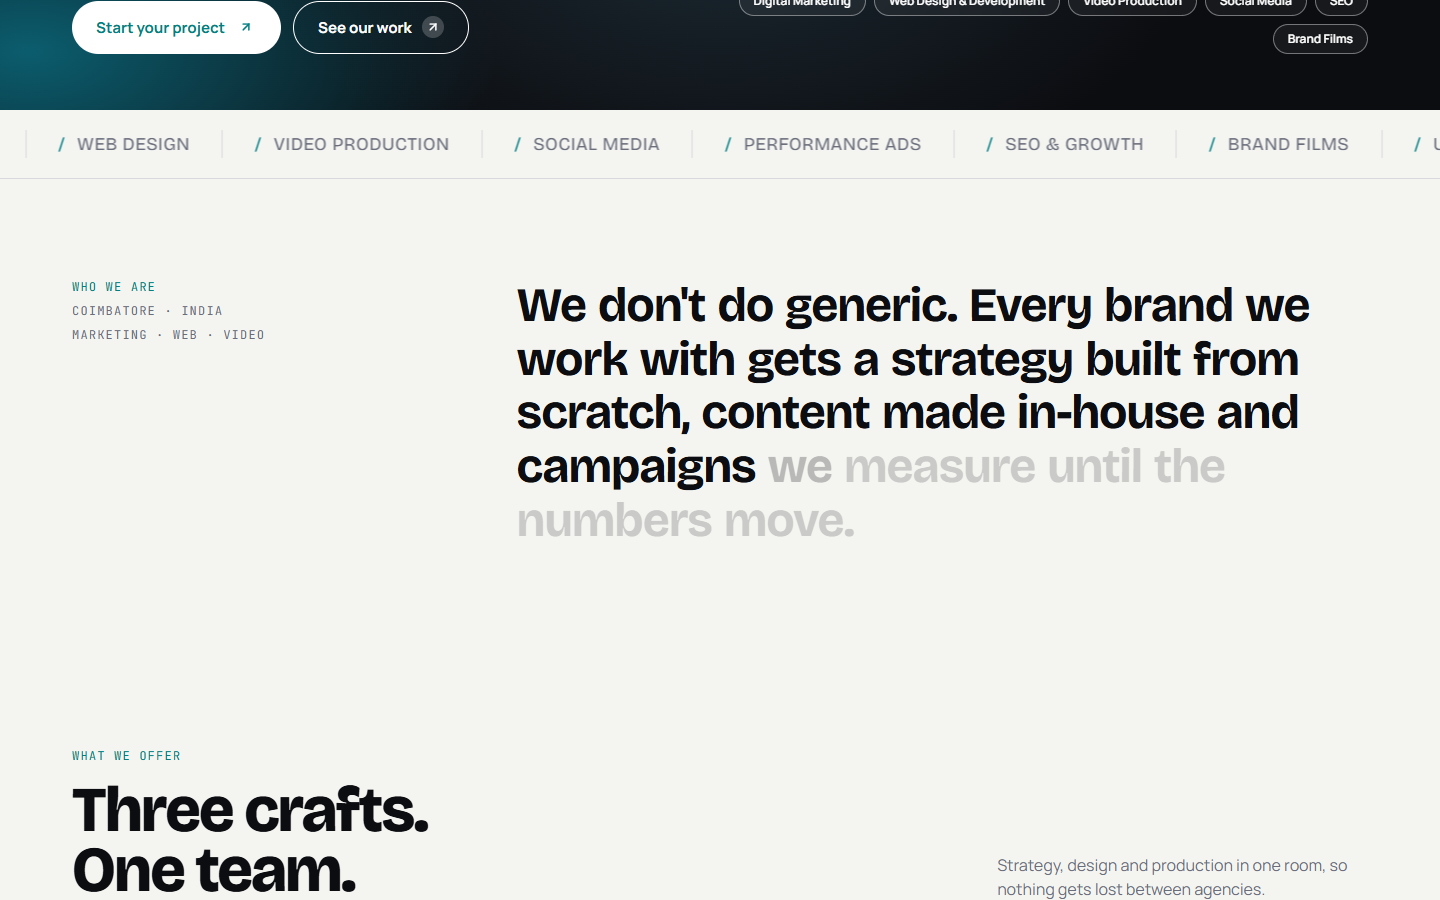 Start your project
See our work
Digital Marketing
Web Design & Development
Video Production
Social Media
SEO
Brand Films
/ WEB DESIGN
/ VIDEO PRODUCTION
/ SOCIAL MEDIA
/ PERFORMANCE ADS
/ SEO & GROWTH
/ BRAND FILMS
/
WHO WE ARE
COIMBATORE · INDIA
MARKETING · WEB · VIDEO
We don't do generic. Every brand we
work with gets a strategy built from
scratch, content made in-house and
campaigns we measure until the
numbers move.
WHAT WE OFFER
Three crafts.
One team.
Strategy, design and production in one room, so
nothing gets lost between agencies.